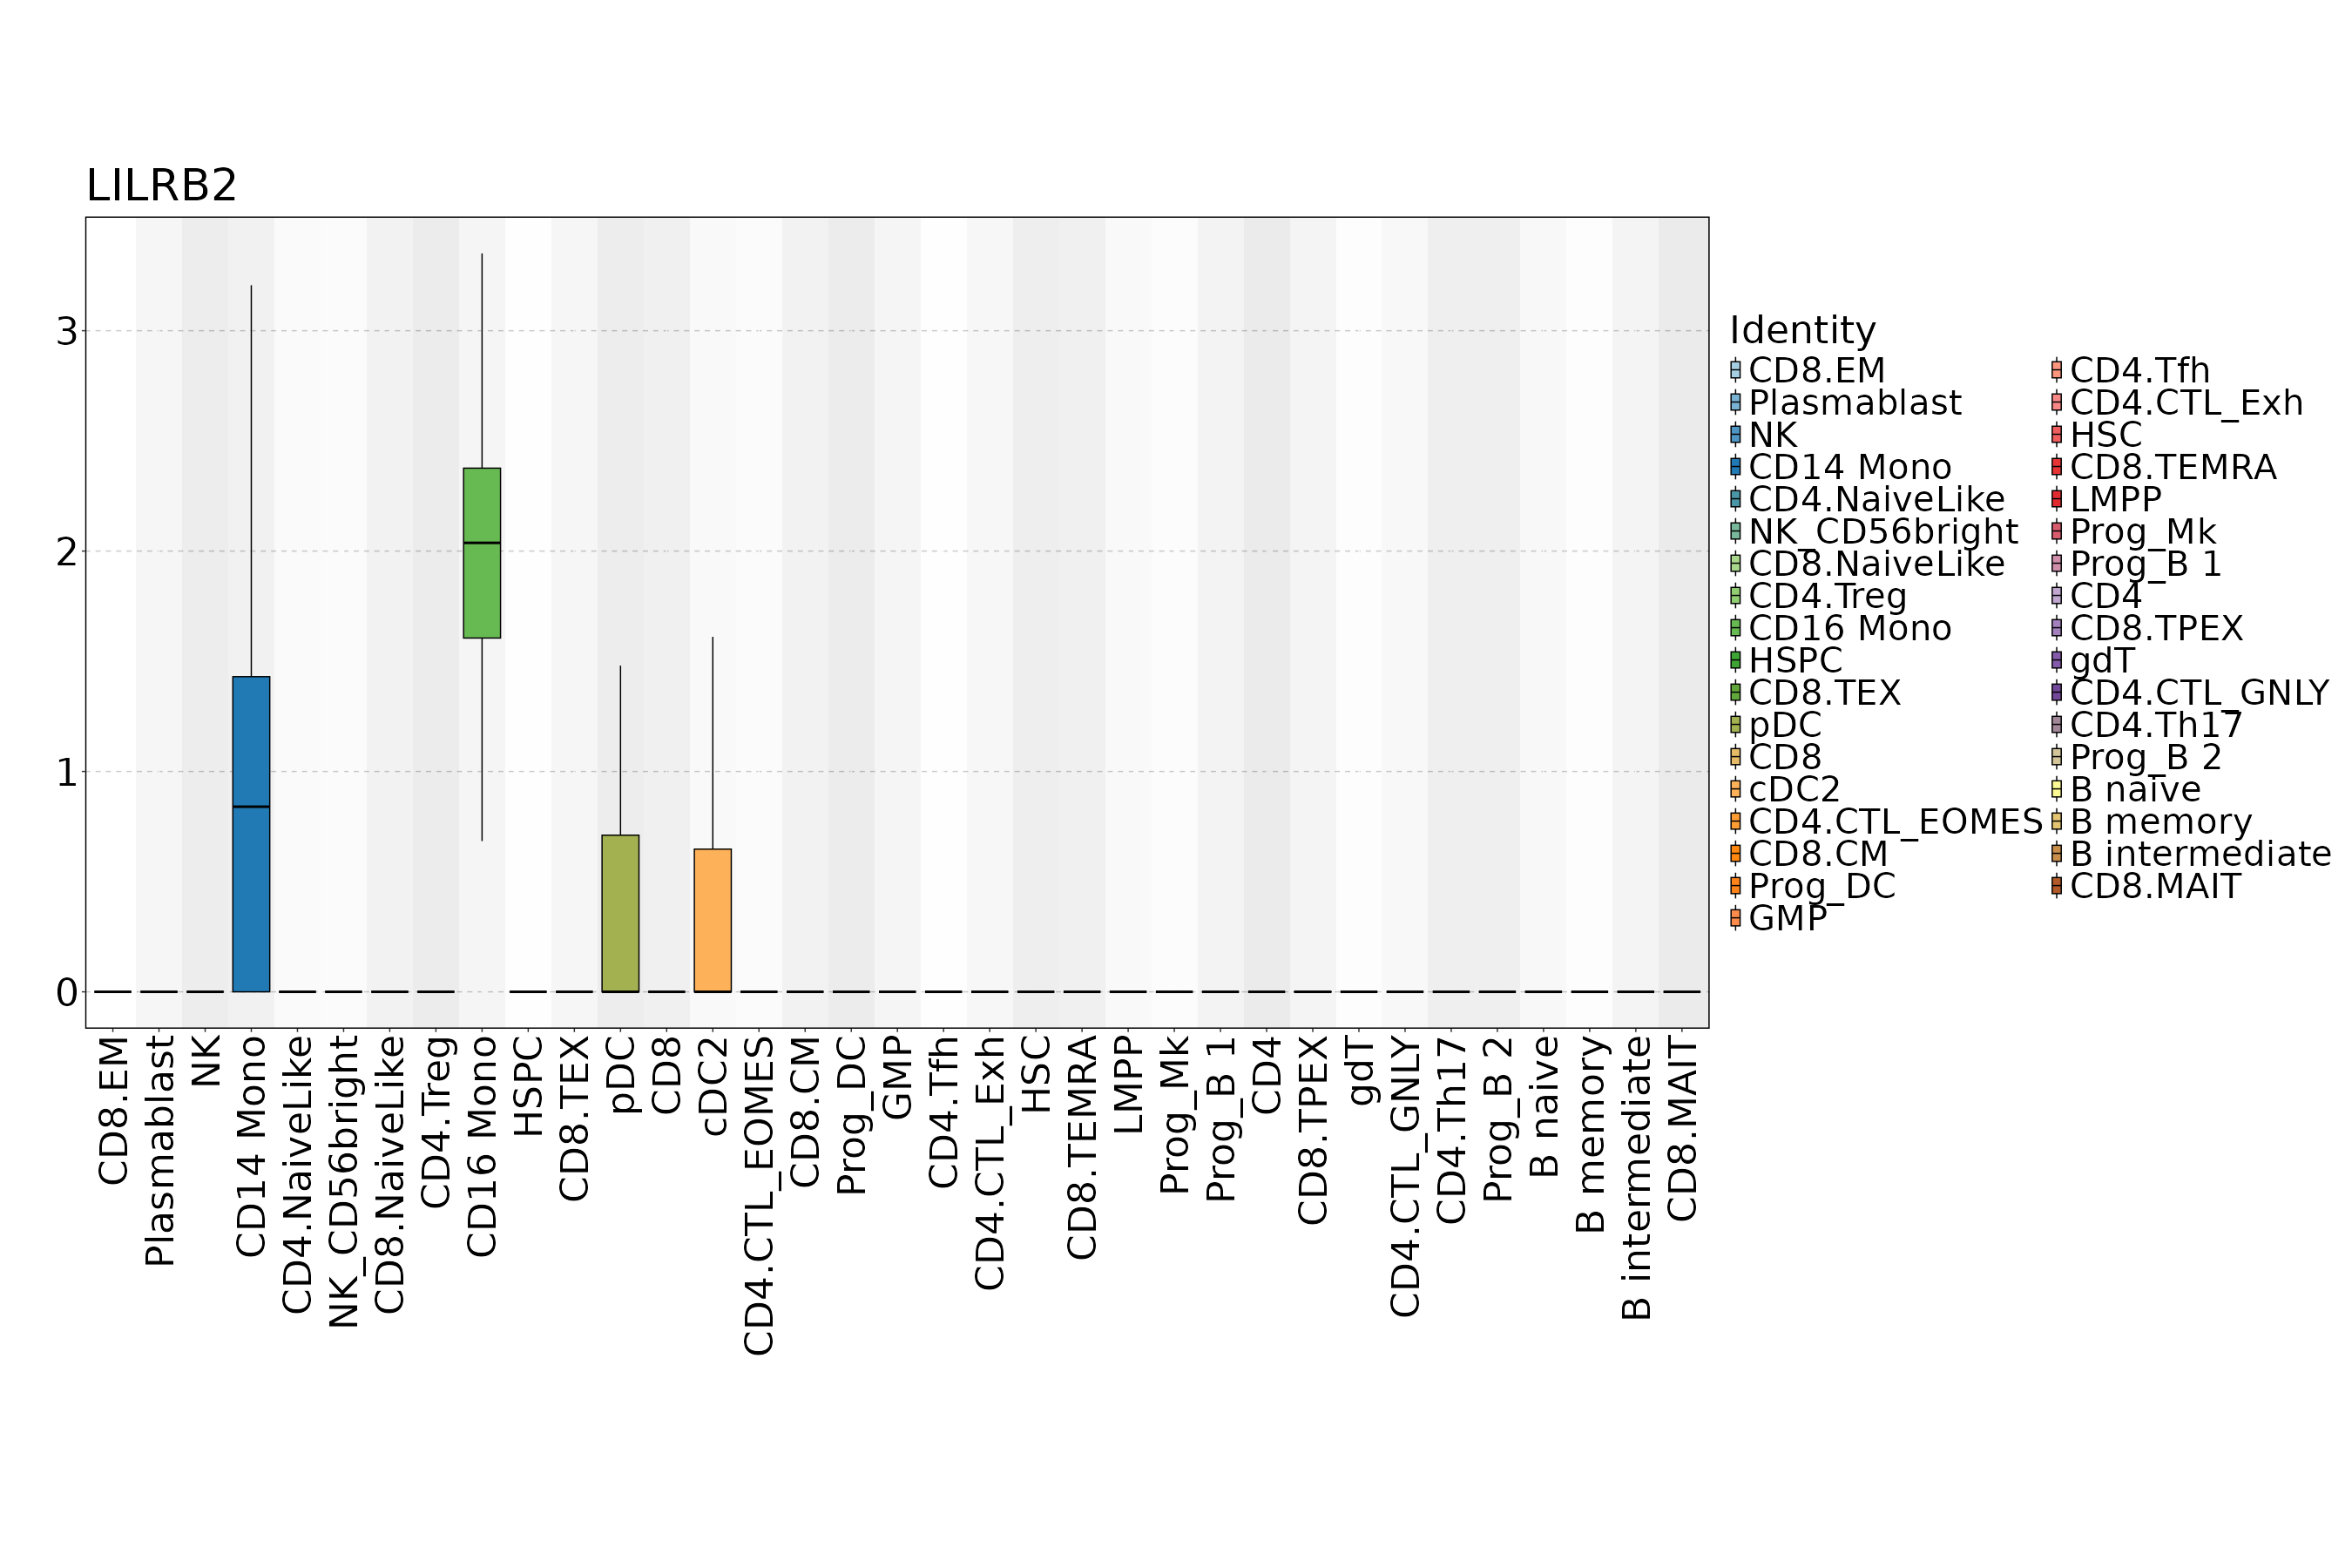 LILRB2
3
2
1
0
CD8.EM
Plasmablast
NK
CD14 Mono
CD4.NaiveLike
NK_CD56bright
CD8.NaiveLike
CD4.Treg
CD16 Mono
HSPC
CD8.TEX
pDC
CD8
cDC2
CD4.CTL_EOMES
CD8.CM
Prog_DC
GMP
CD4.Tfh
CD4.CTL_Exh
HSC
CD8.TEMRA
LMPP
Prog_Mk
Prog_B 1
CD4
CD8.TPEX
gdT
CD4.CTL_GNLY
CD4.Th17
Prog_B 2
B naive
B memory
B intermediate
CD8.MAIT
Identity
CD8.EM
Plasmablast
NK
CD14 Mono
CD4.NaiveLike
NK_CD56bright
CD8.NaiveLike
CD4.Treg
CD16 Mono
HSPC
CD8.TEX
pDC
CD8
cDC2
CD4.CTL_EOMES
CD8.CM
Prog_DC
GMP
CD4.Tfh
CD4.CTL_Exh
HSC
CD8.TEMRA
LMPP
Prog_Mk
Prog_B 1
CD4
CD8.TPEX
gdT
CD4.CTL_GNLY
CD4.Th17
Prog_B 2
B naive
B memory
B intermediate
CD8.MAIT